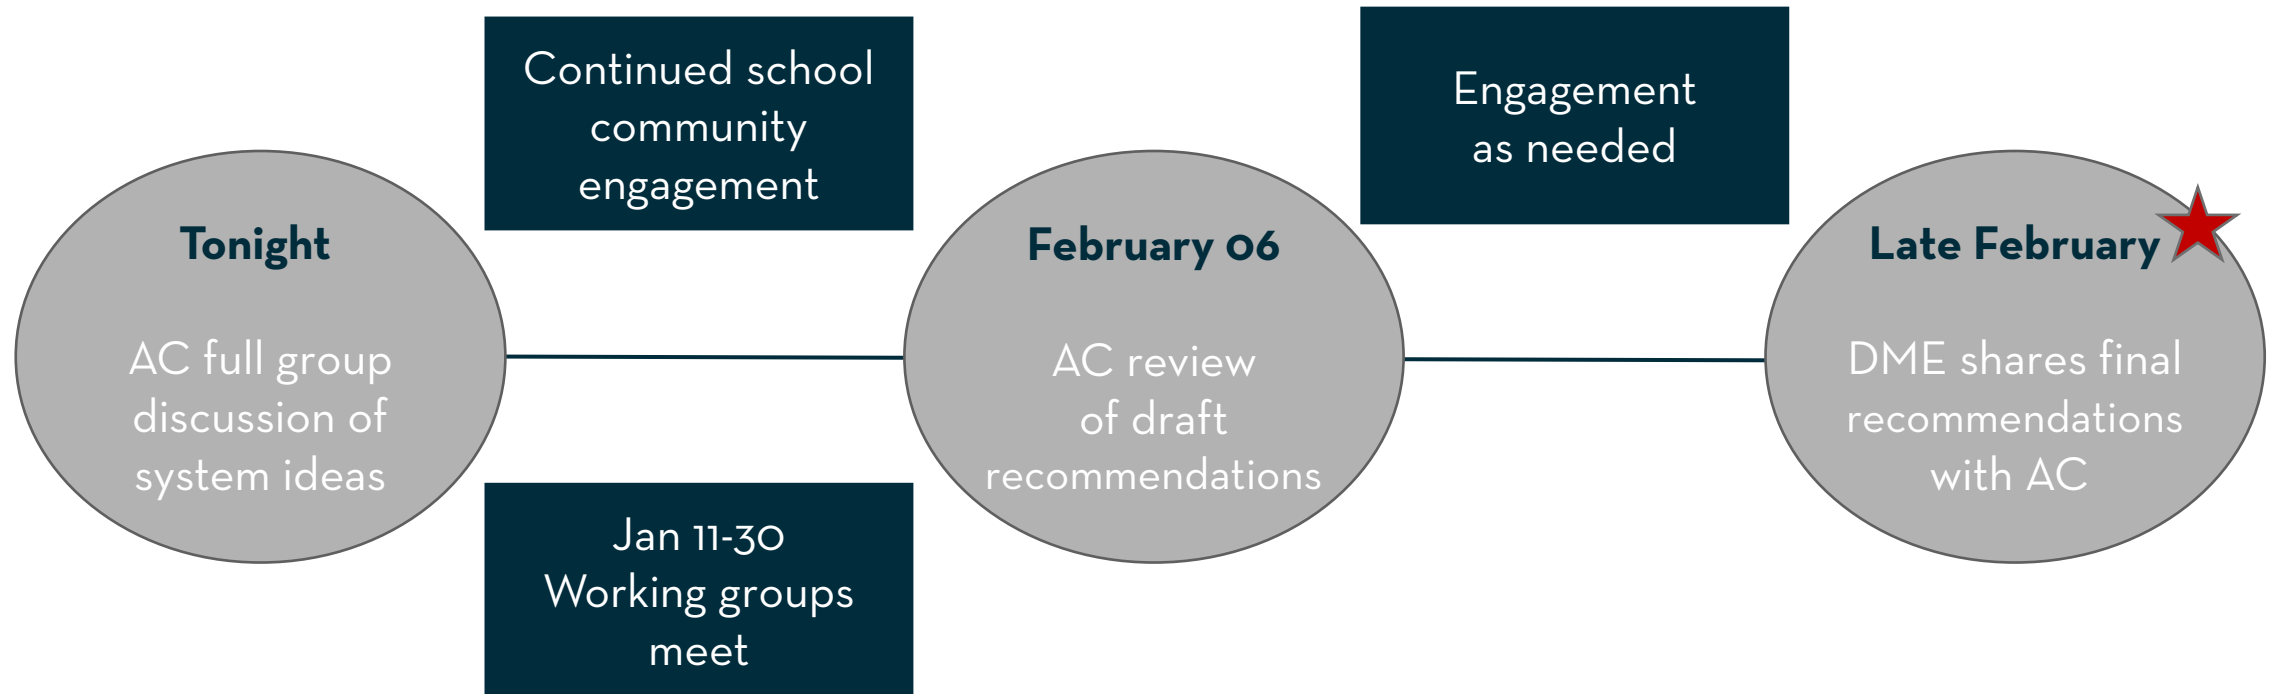 Tonight
AC full group
discussion of
system ideas
Continued school
community
engagement
Jan 11-30
Working groups
meet
February 06
AC review
of draft
recommendations
Engagement
as needed
Late February
DME shares final
recommendations
with AC